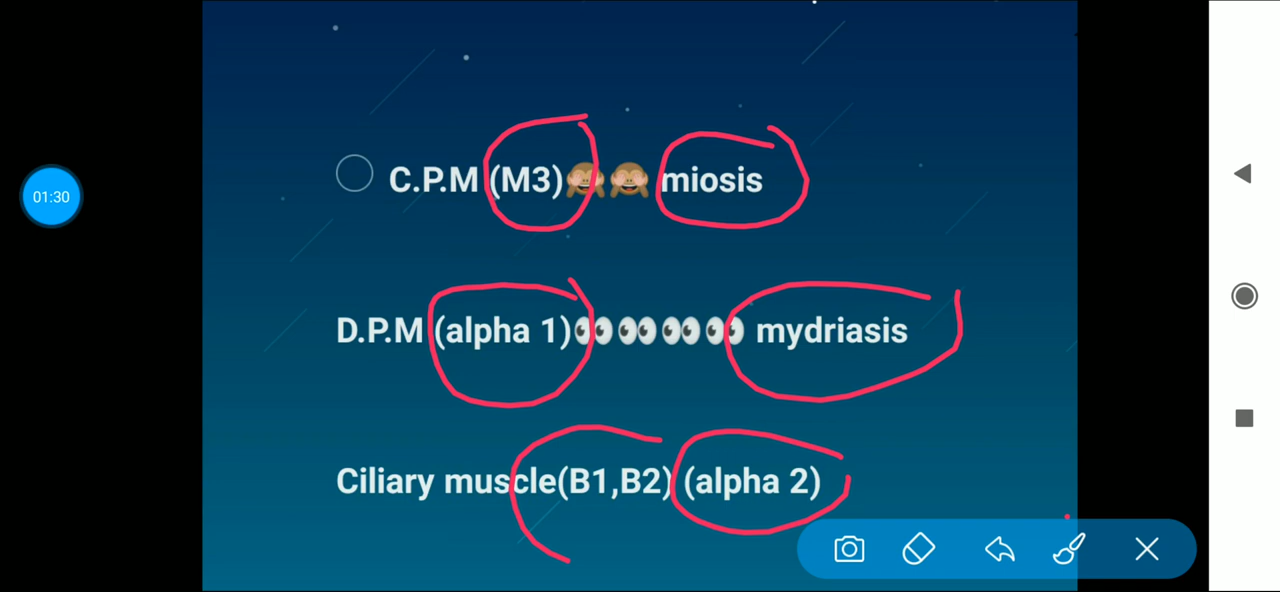 01:30
C.P.M (M3)🙈🙈 miosis
D.P.M (alpha 1)👀👀👀👀 mydriasis
Ciliary muscle(B1,B2) (alpha 2)